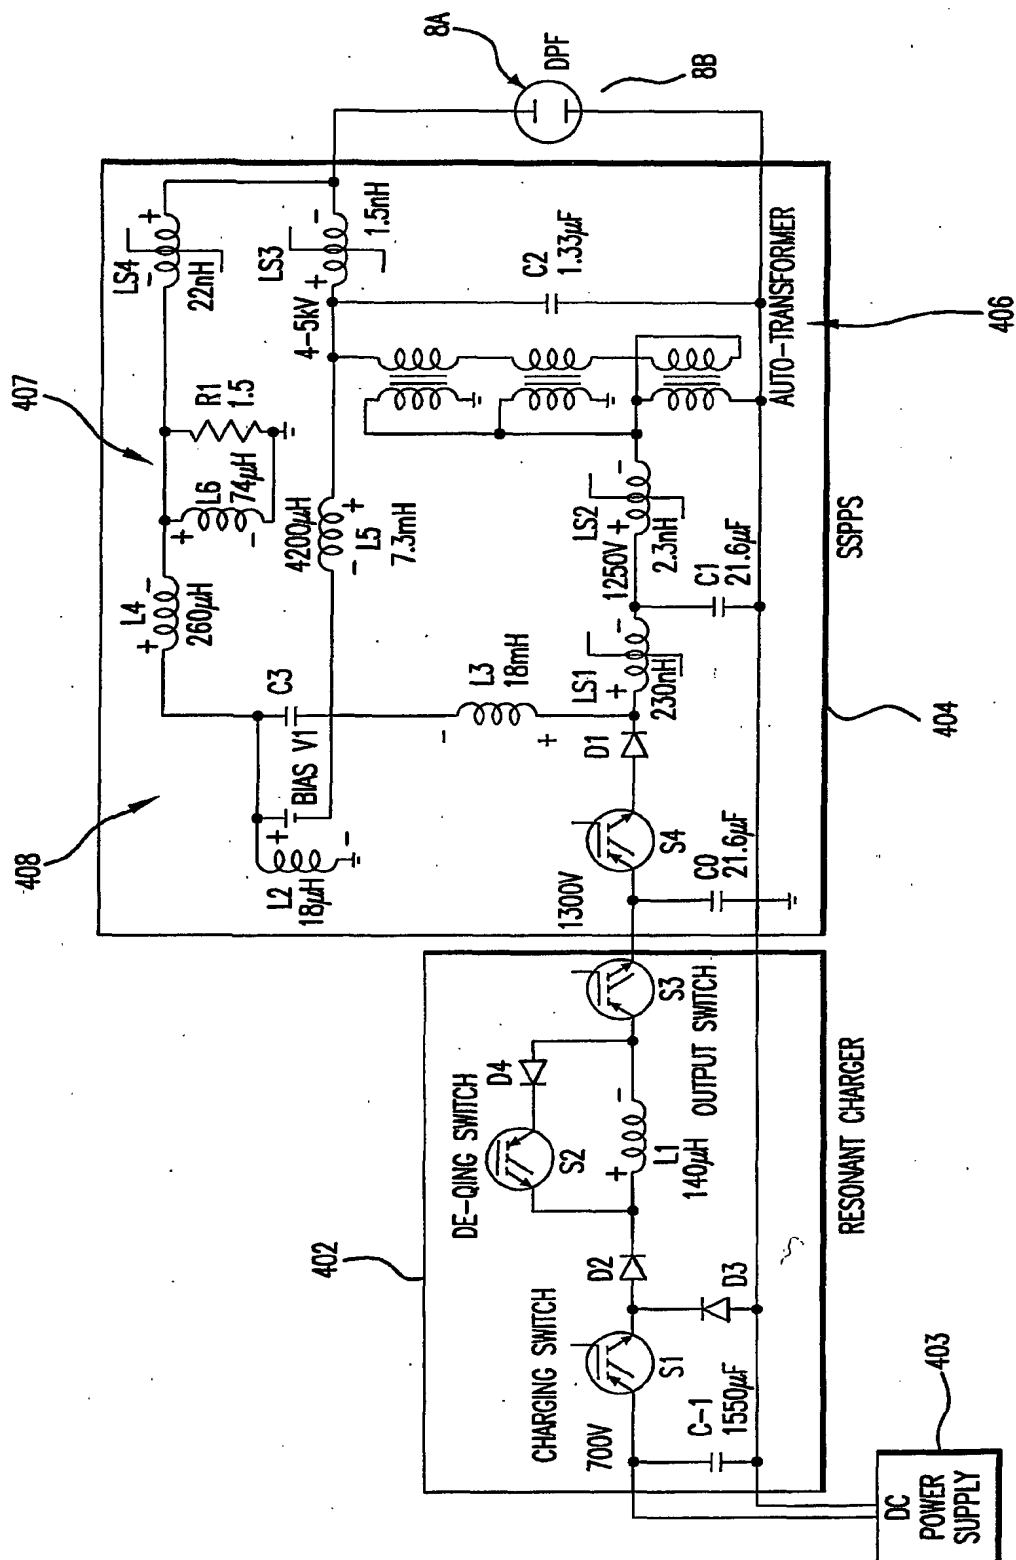 8A
DPF
8B
LS4
22nH
- +
LS3
+ -
1.5nH
4-5kV
C2
1.33µF
AUTO-TRANSFORMER
406
407
R1
1.5
L6
74µH
+ -
4200µH
L5
- +
7.3mH
L4
+ -
260µH
LS2
+ -
2.3nH
1250V
C1
21.6µF
SSPPS
C3
L3
18mH
- +
LS1
+ -
230nH
D1
404
408
BIAS V1
+
L2
18µH
-
S4
1300V
C0
21.6µF
S3
OUTPUT SWITCH
D4
DE-QING SWITCH
S2
L1
+ -
140µH
RESONANT CHARGER
402
D2
D3
CHARGING SWITCH
S1
700V
C-1
1550µF
403
DC
POWER
SUPPLY